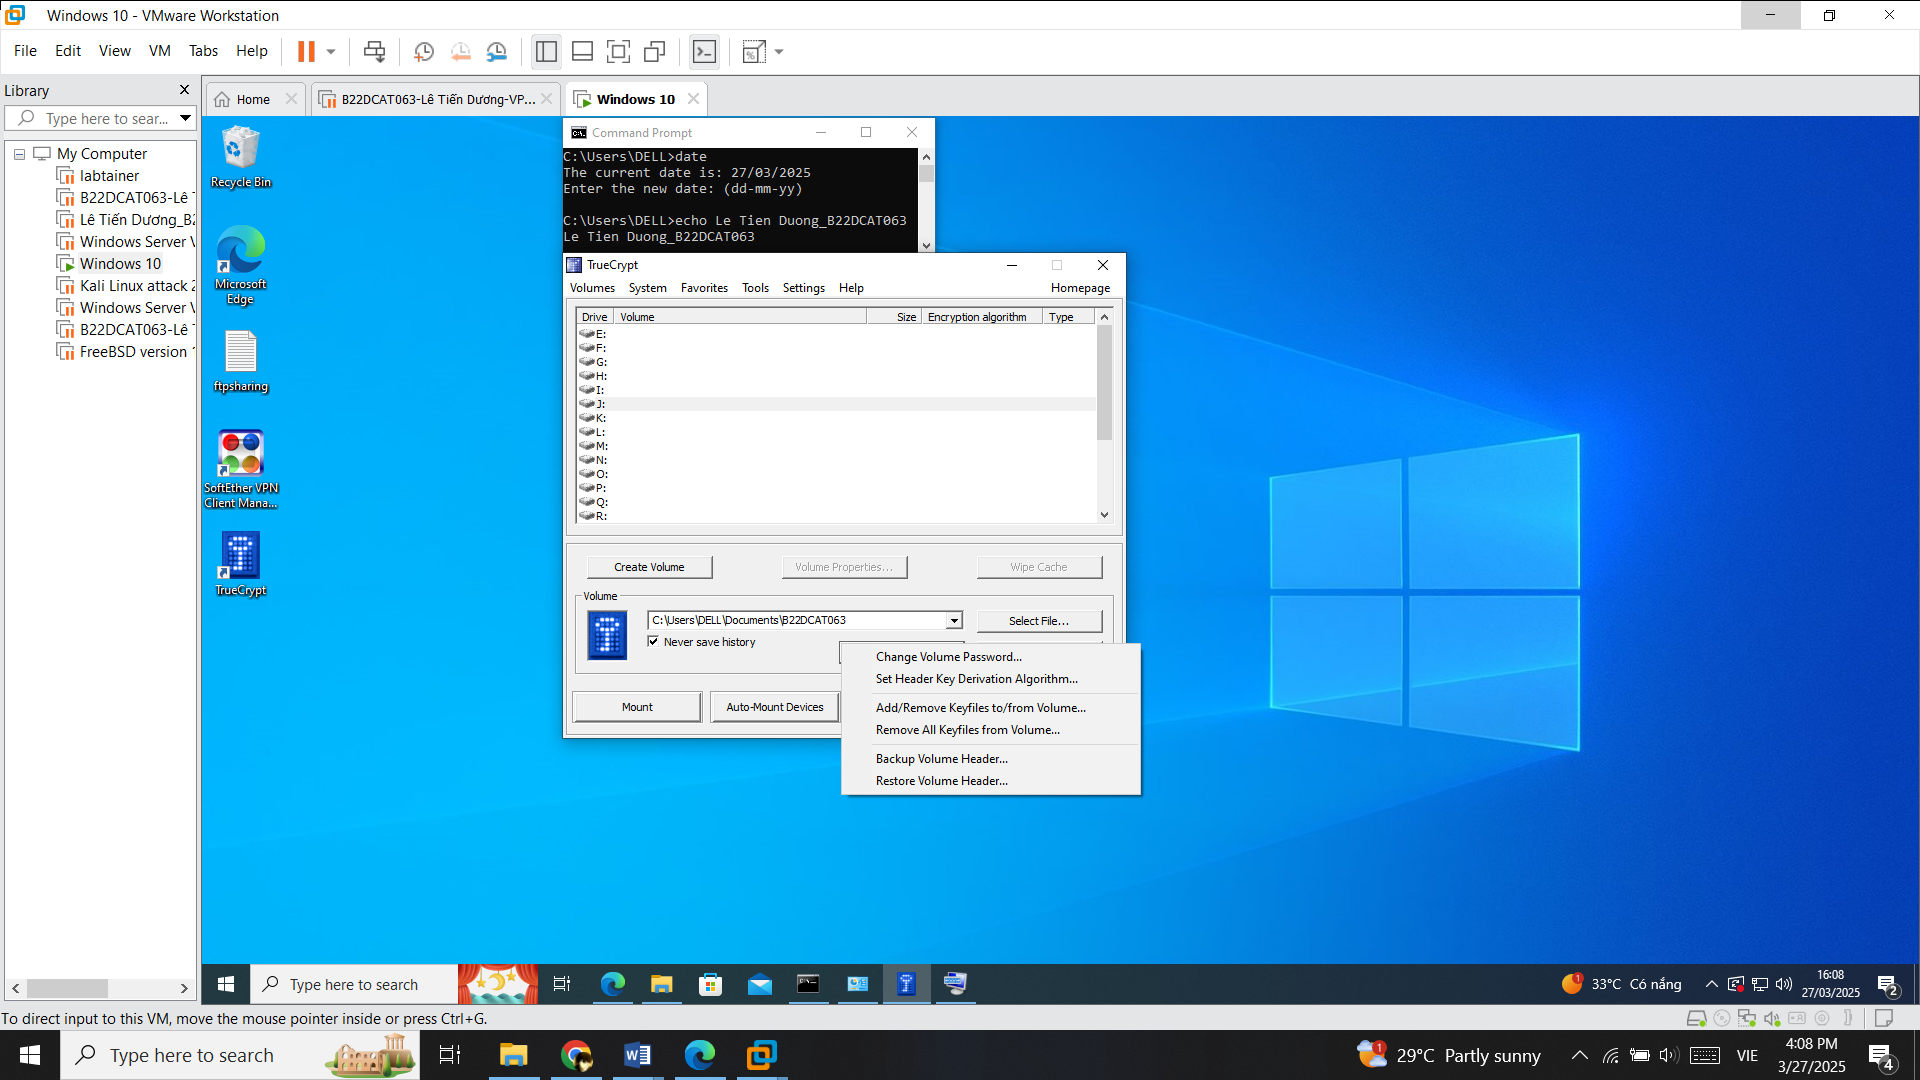 Windows 10 - VMware Workstation
File Edit View VM Tabs Help
Library
Type here to sear...
My Computer
labtainer
B22DCAT063-Lê T
Lê Tiến Dương_B2
Windows Server V
Windows 10
Kali Linux attack 2
Windows Server V
B22DCAT063-Lê T
FreeBSD version 1
Home
B22DCAT063-Lê Tiến Dương-VP...
Windows 10
Recycle Bin
Microsoft
Edge
ftpsharing
SoftEther VPN
Client Mana...
TrueCrypt
Command Prompt
C:\Users\DELL>date
The current date is: 27/03/2025
Enter the new date: (dd-mm-yy)
C:\Users\DELL>echo Le Tien Duong_B22DCAT063
Le Tien Duong_B22DCAT063
TrueCrypt
Volumes System Favorites Tools Settings Help Homepage
Drive Volume Size Encryption algorithm Type
E:
F:
G:
H:
I:
J:
K:
L:
M:
N:
O:
P:
Q:
R:
Create Volume Volume Properties... Wipe Cache
Volume
C:\Users\DELL\Documents\B22DCAT063
Select File...
Never save history
Mount Auto-Mount Devices
Change Volume Password...
Set Header Key Derivation Algorithm...
Add/Remove Keyfiles to/from Volume...
Remove All Keyfiles from Volume...
Backup Volume Header...
Restore Volume Header...
Type here to search
33°C Có nắng
16:08
27/03/2025
2
To direct input to this VM, move the mouse pointer inside or press Ctrl+G.
Type here to search
29°C Partly sunny
VIE
4:08 PM
3/27/2025
4